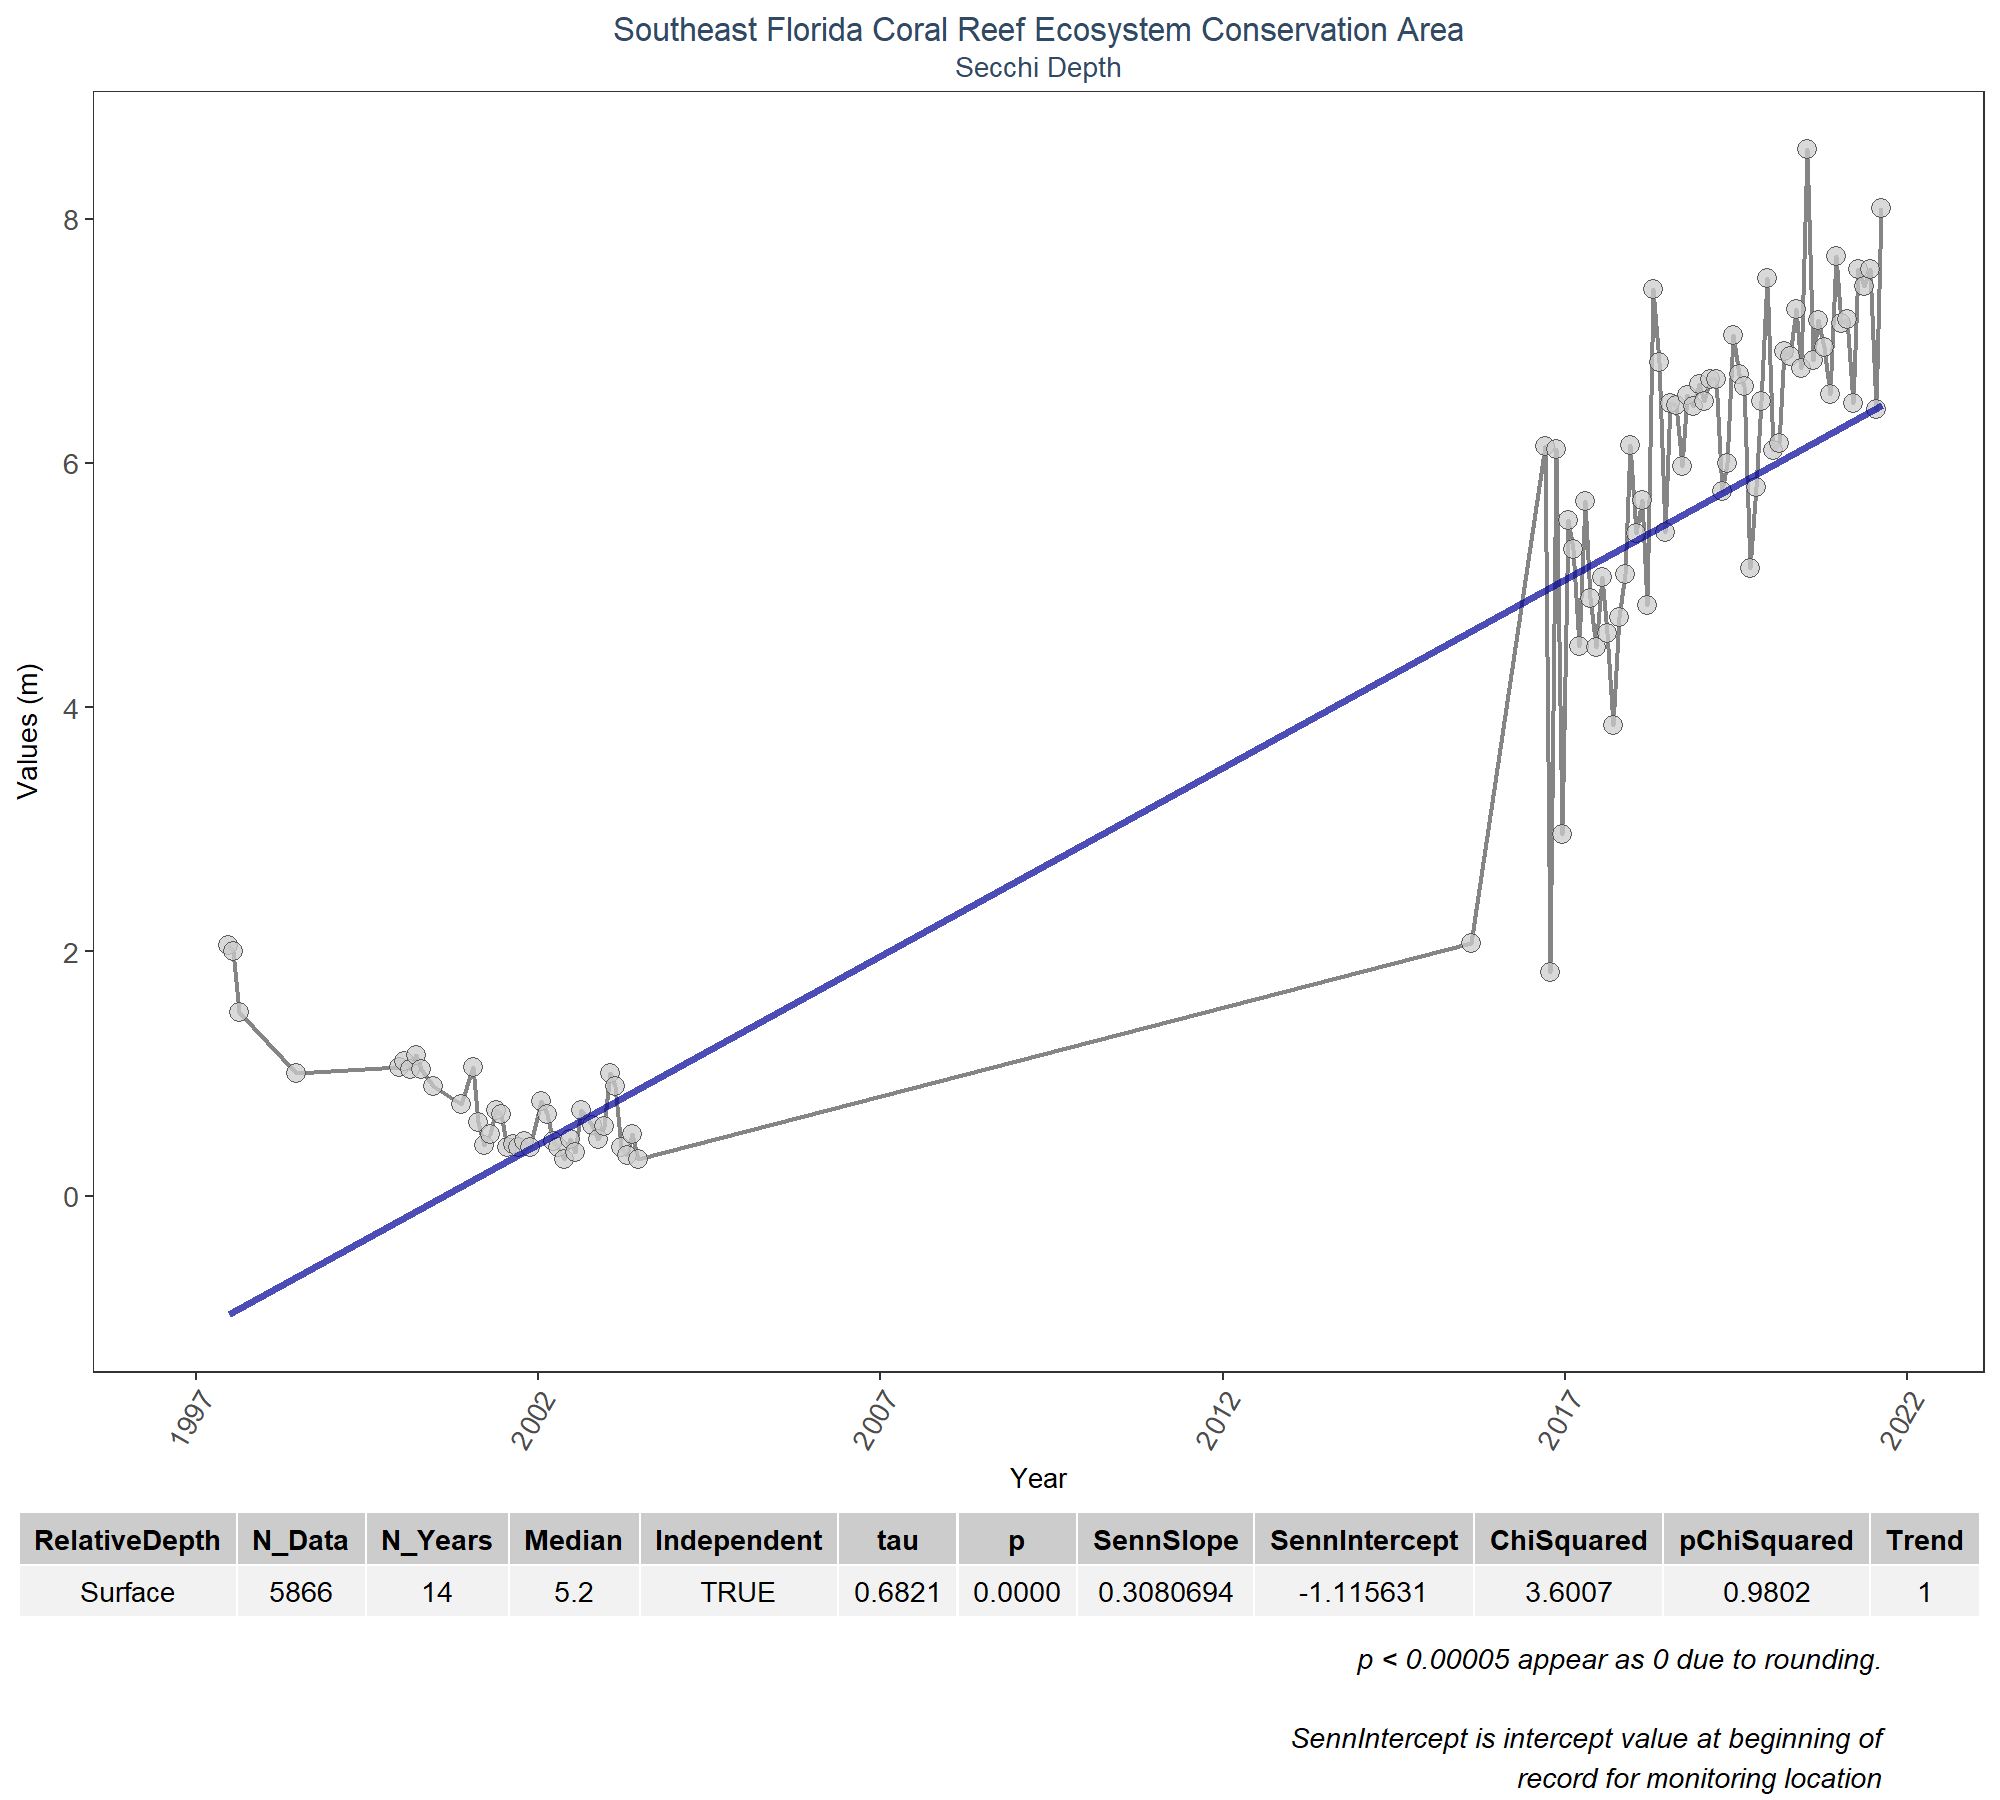 Southeast Florida Coral Reef Ecosystem Conservation Area
Secchi Depth
8
6
4
2
0
Values (m)
1997
2002
2007
2012
2017
2022
Year
RelativeDepth N_Data N_Years Median Independent tau p SennSlope SennIntercept ChiSquared pChiSquared Trend
Surface 5866 14 5.2 TRUE 0.6821 0.0000 0.3080694 -1.115631 3.6007 0.9802 1
p < 0.00005 appear as 0 due to rounding.
SennIntercept is intercept value at beginning of
record for monitoring location